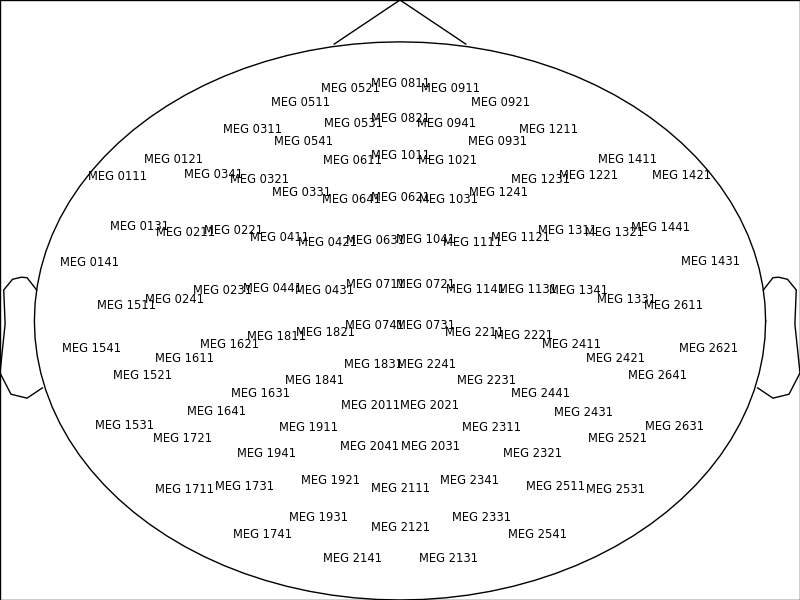 MEG 0811
MEG 0521
MEG 0911
MEG 0511
MEG 0921
MEG 0821
MEG 0531
MEG 0941
MEG 0311
MEG 1211
MEG 0541
MEG 0931
MEG 1011
MEG 0121
MEG 0611
MEG 1021
MEG 1411
MEG 0111
MEG 0341
MEG 0321
MEG 1231
MEG 1221
MEG 1421
MEG 0331
MEG 0641
MEG 0621
MEG 1031
MEG 1241
MEG 0131
MEG 0211
MEG 0221
MEG 0411
MEG 0421
MEG 0631
MEG 1041
MEG 1111
MEG 1121
MEG 1311
MEG 1321
MEG 1441
MEG 0141
MEG 1431
MEG 1511
MEG 0241
MEG 0231
MEG 0441
MEG 0431
MEG 0711
MEG 0721
MEG 1141
MEG 1131
MEG 1341
MEG 1331
MEG 2611
MEG 1541
MEG 1611
MEG 1621
MEG 1811
MEG 1821
MEG 0741
MEG 0731
MEG 2211
MEG 2221
MEG 2411
MEG 2421
MEG 2621
MEG 1521
MEG 1841
MEG 1831
MEG 2241
MEG 2231
MEG 2641
MEG 1631
MEG 2441
MEG 1641
MEG 2011
MEG 2021
MEG 2431
MEG 1531
MEG 1721
MEG 1911
MEG 2311
MEG 2521
MEG 2631
MEG 1941
MEG 2041
MEG 2031
MEG 2321
MEG 1711
MEG 1731
MEG 1921
MEG 2111
MEG 2341
MEG 2511
MEG 2531
MEG 1931
MEG 2331
MEG 1741
MEG 2121
MEG 2541
MEG 2141
MEG 2131